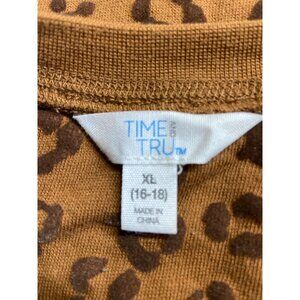 TIME AND
TRU™
XL
(16-18)
MADE IN
CHINA